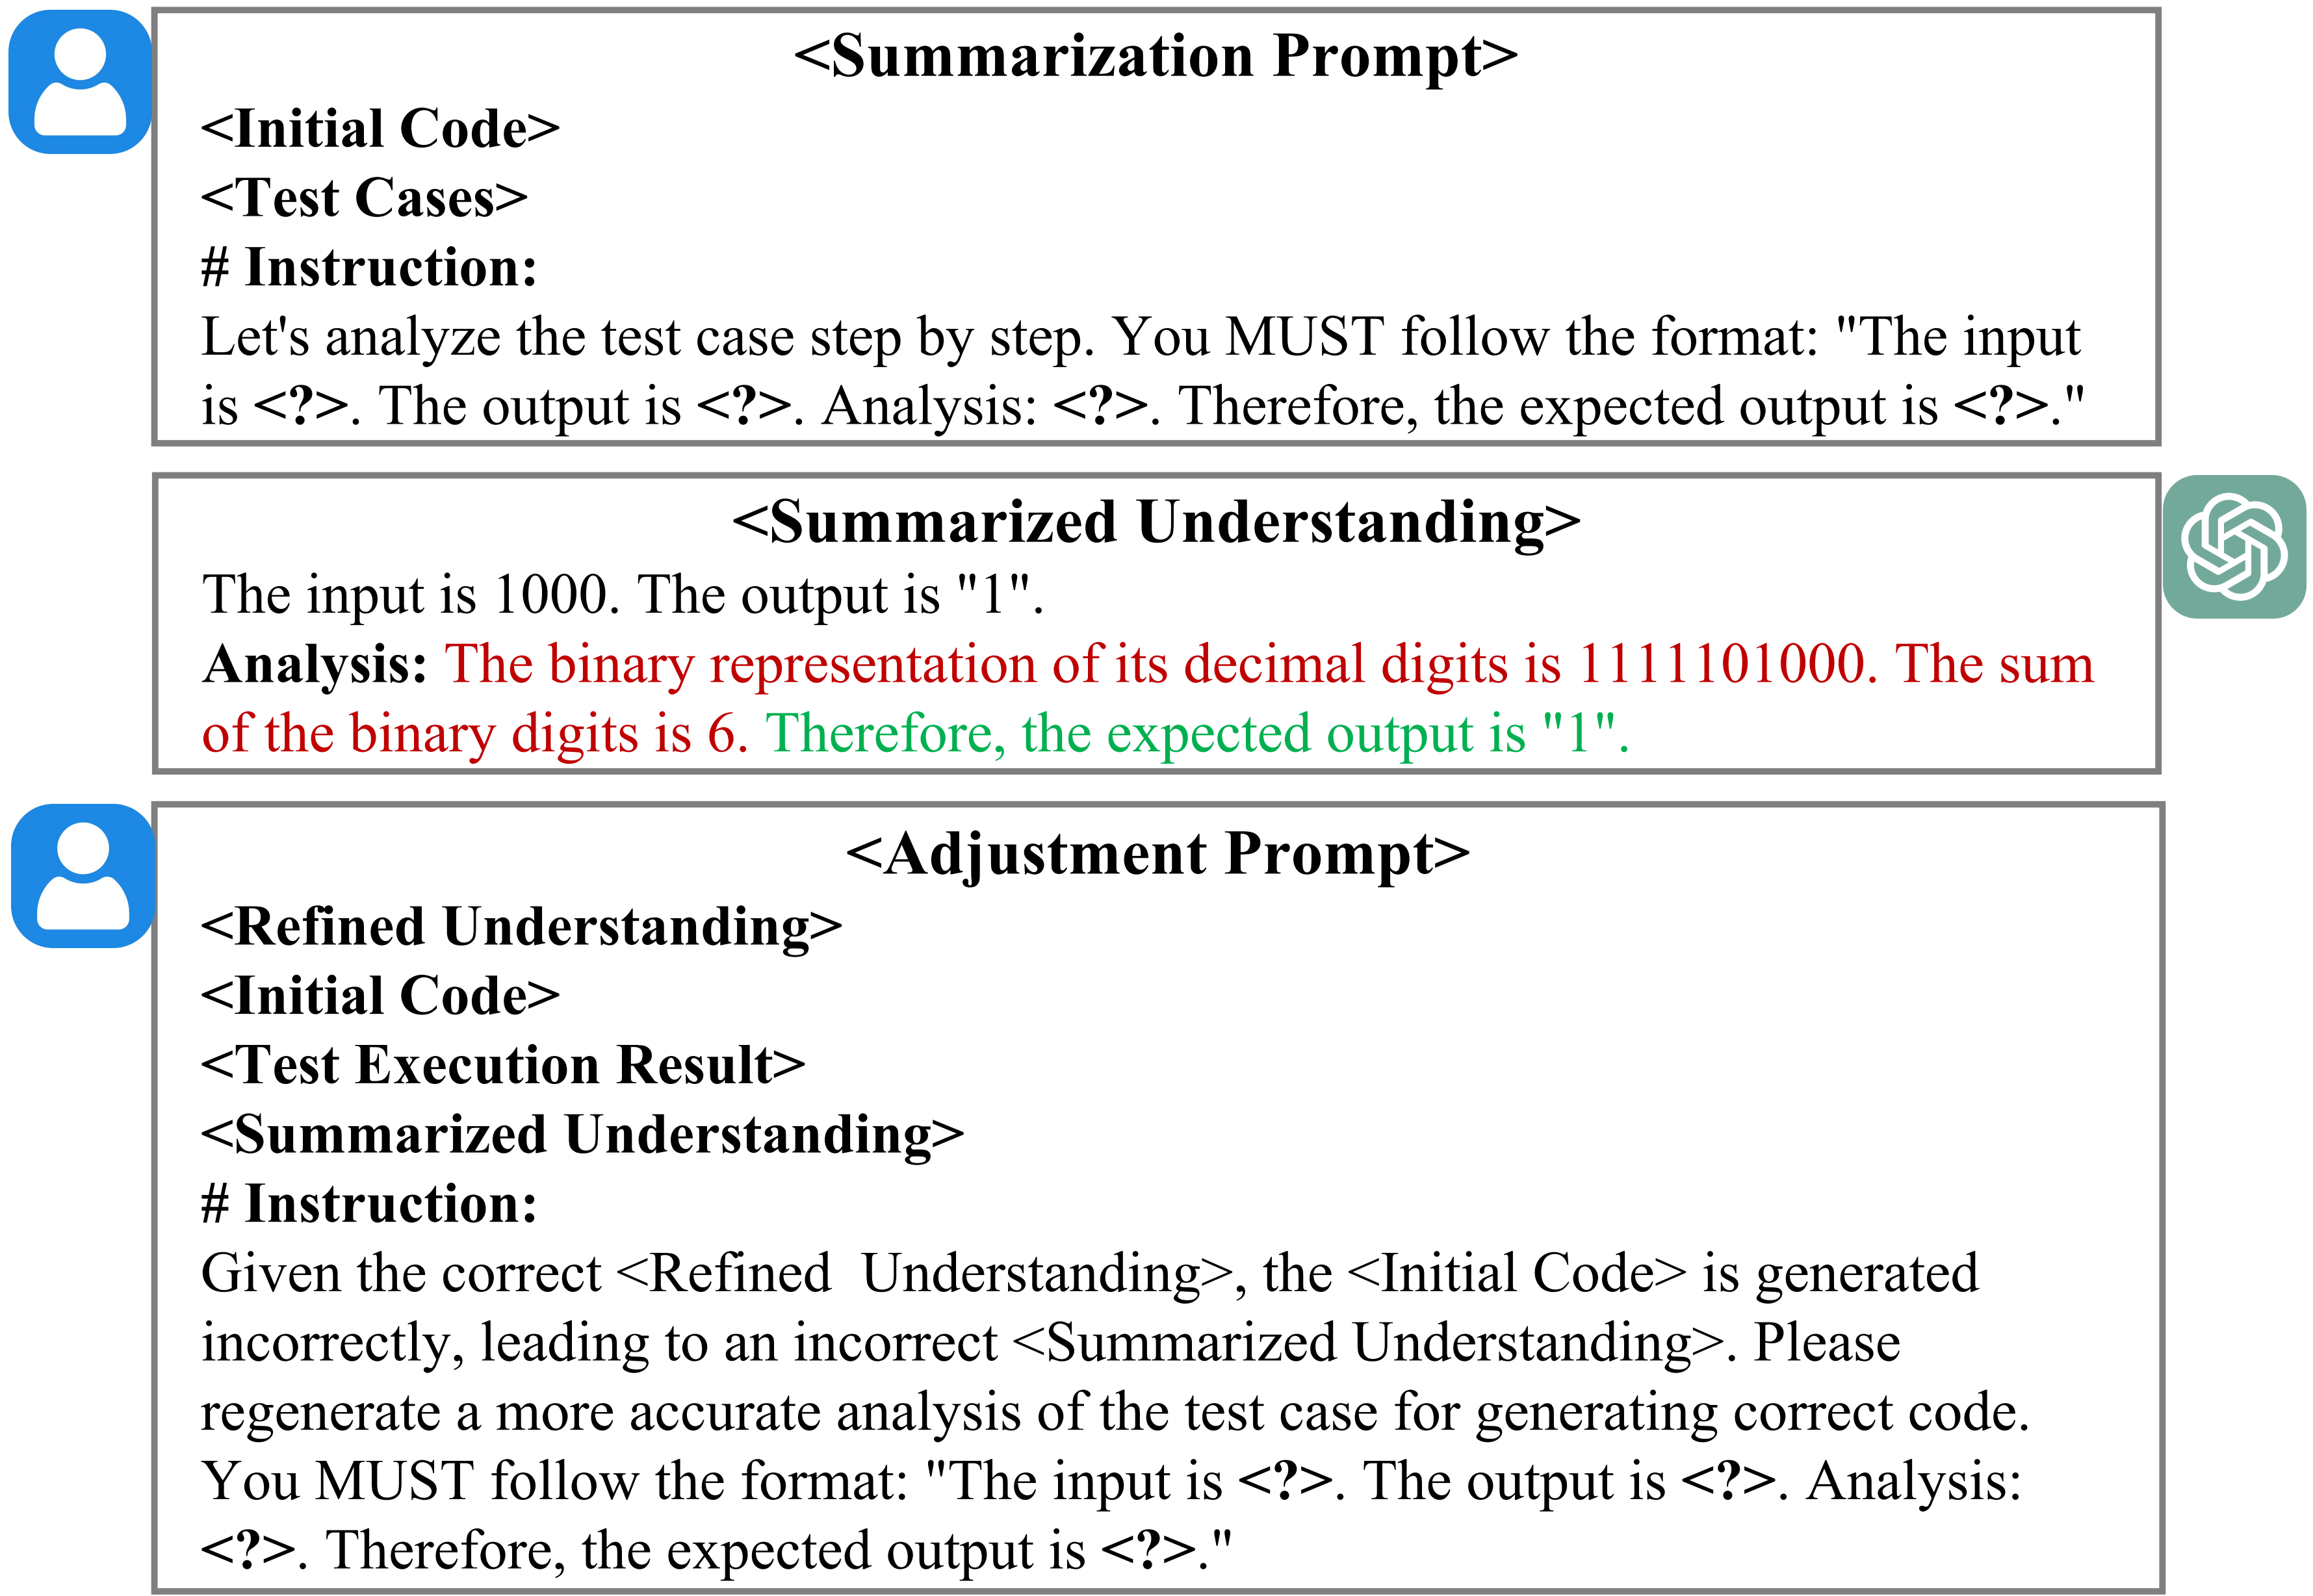 <Summarization Prompt>
<Initial Code>
<Test Cases>
# Instruction:
Let's analyze the test case step by step. You MUST follow the format: "The input
is <?>. The output is <?>. Analysis: <?>. Therefore, the expected output is <?>."
<Summarized Understanding>
The input is 1000. The output is "1".
Analysis: The binary representation of its decimal digits is 1111101000. The sum
of the binary digits is 6. Therefore, the expected output is "1".
<Adjustment Prompt>
<Refined Understanding>
<Initial Code>
<Test Execution Result>
<Summarized Understanding>
# Instruction:
Given the correct <Refined  Understanding>, the <Initial Code> is generated
incorrectly, leading to an incorrect <Summarized Understanding>. Please
regenerate a more accurate analysis of the test case for generating correct code.
You MUST follow the format: "The input is <?>. The output is <?>. Analysis:
<?>. Therefore, the expected output is <?>."